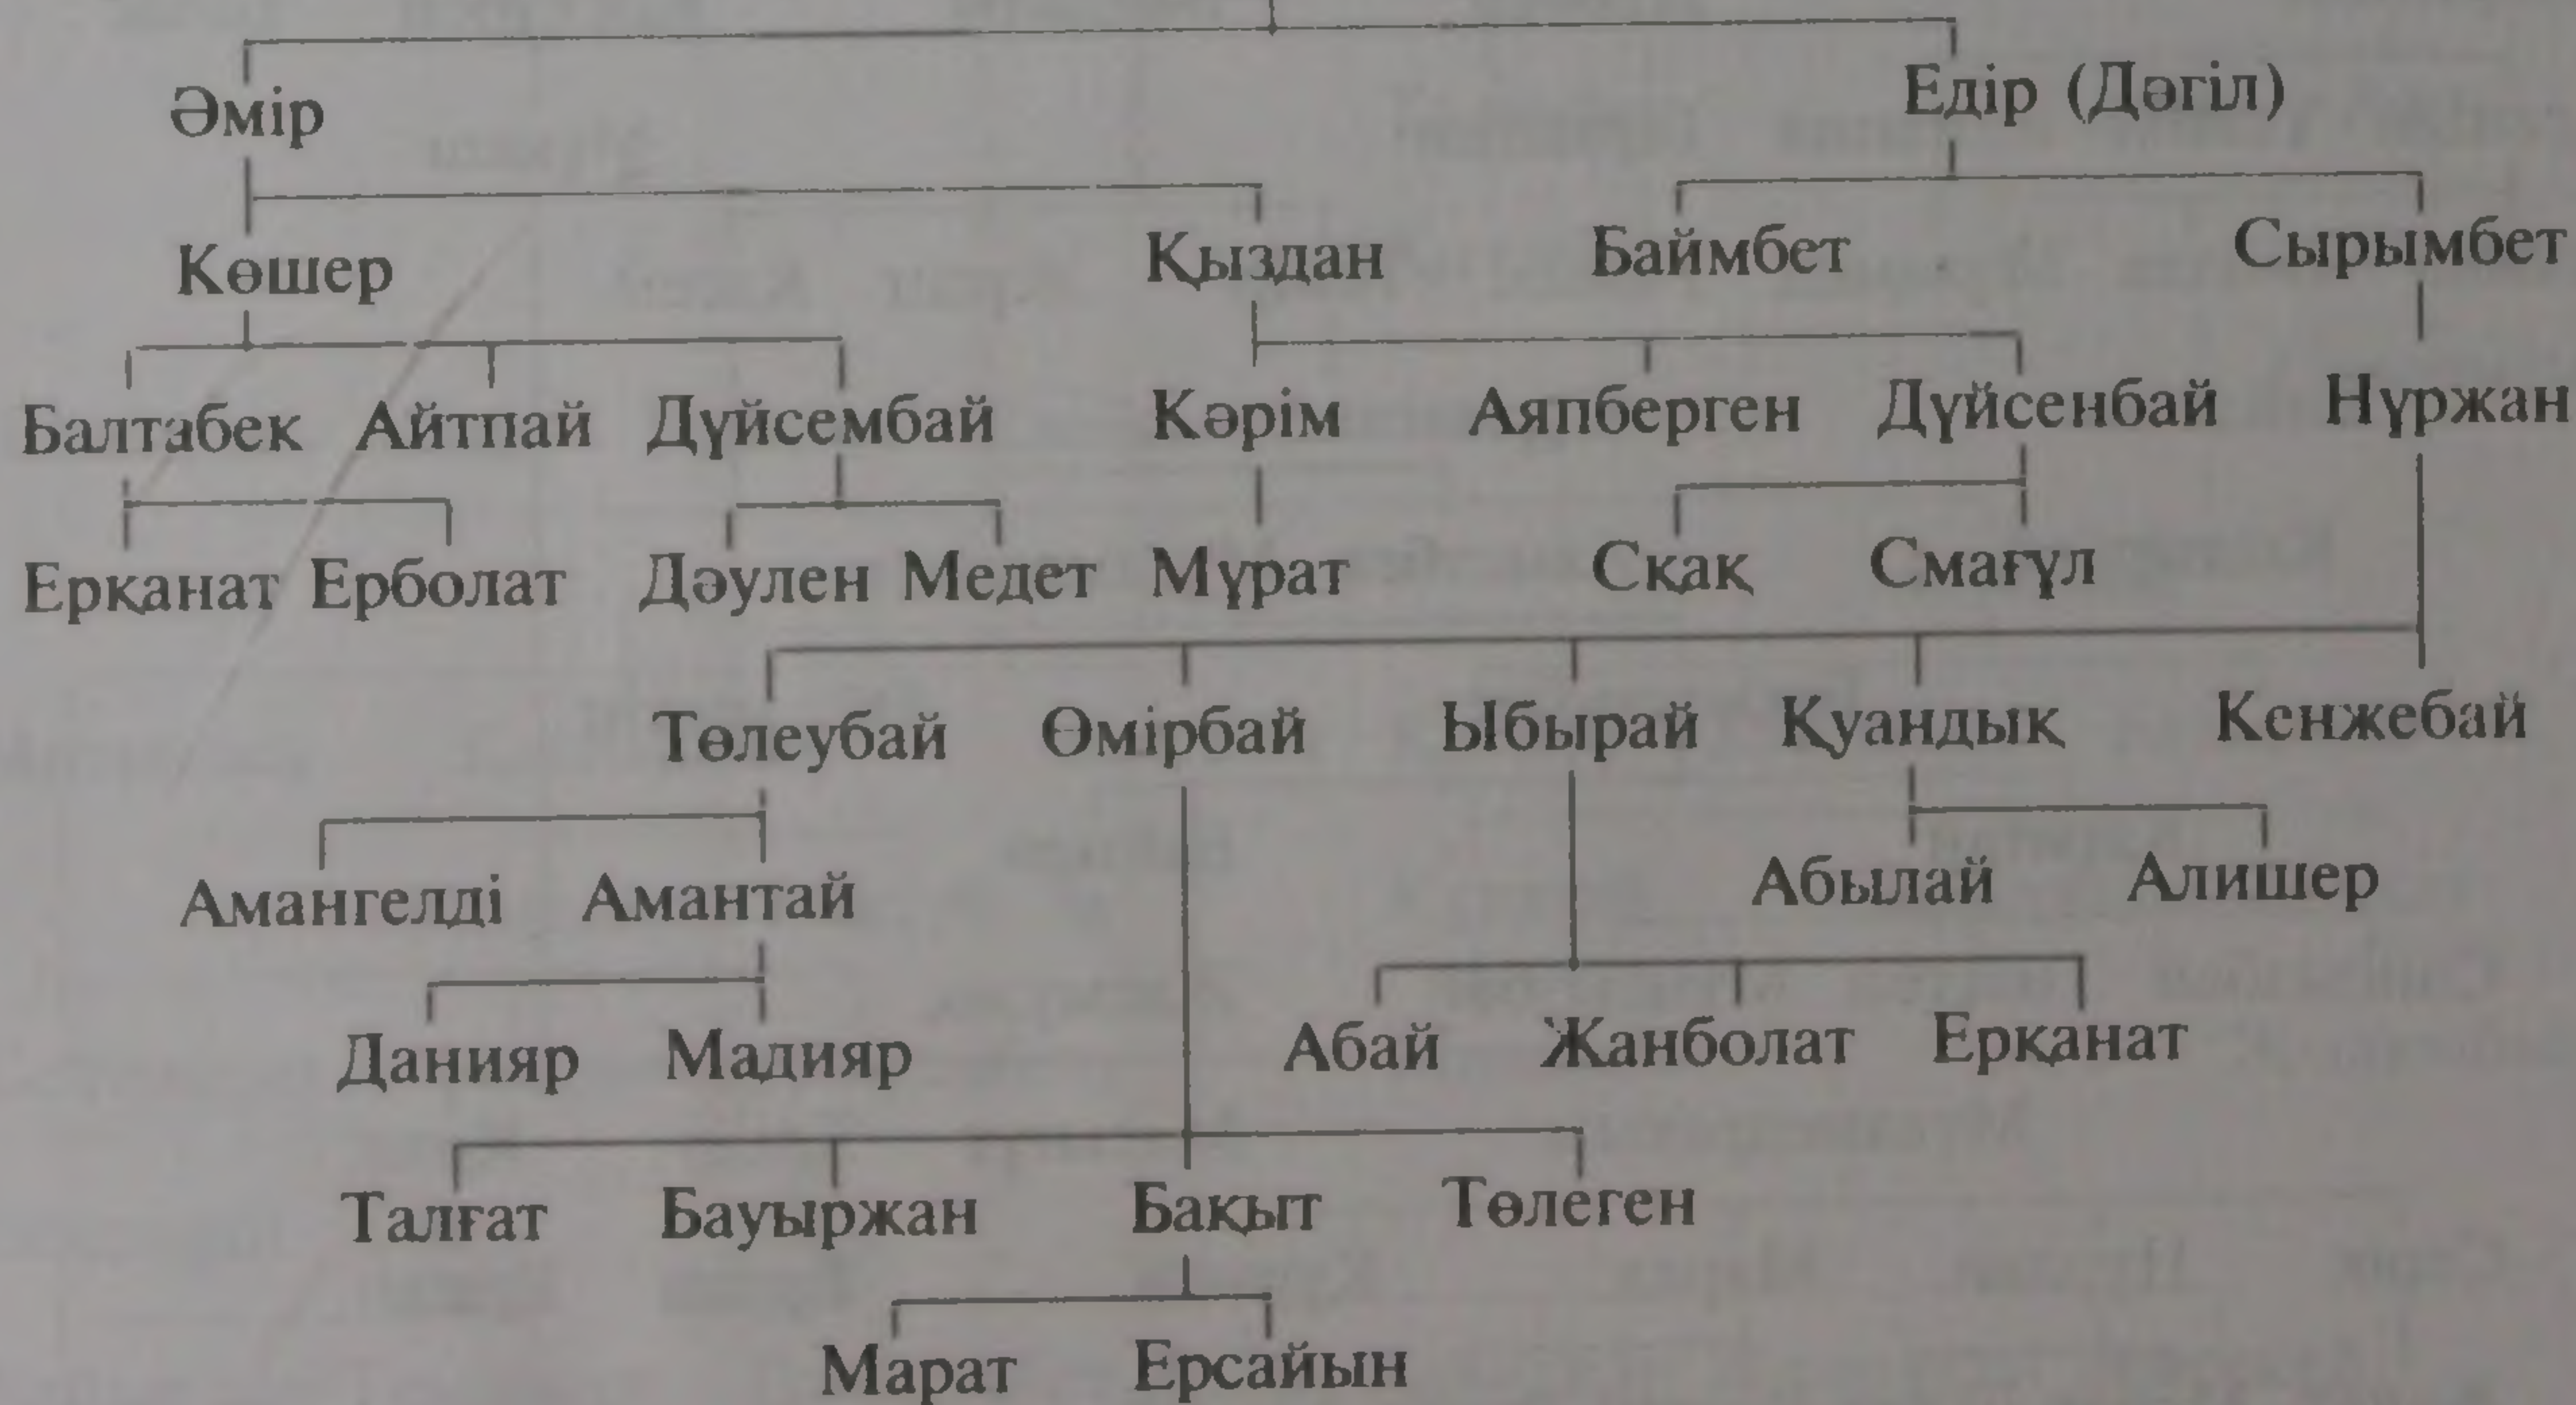 Әмір Едір (Дәгіл)
Көшер Қыздан Баймбет Сырымбет
Балтабек Айтпай Дүйсембай Кәрім Аяпберген Дүйсенбай Нұржан
Ерқанат Ерболат Дәулен Медет Мұрат Сқақ Смағұл
Төлеубай Өмірбай Ыбырай Қуандық Кенжебай
Амангелді Амантай Абылай Алишер
Данияр Мадияр Абай Жанболат Ерқанат
Талғат Бауыржан Бақыт Төлеген
Марат Ерсайын